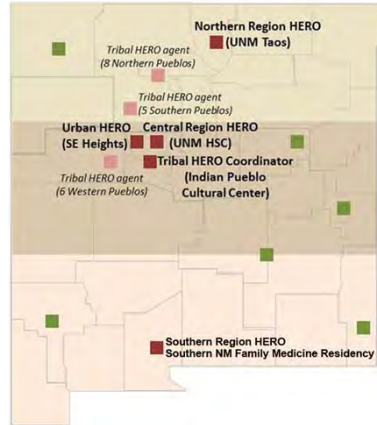 Northern Region HERO
(UNM Taos)
Tribal HERO agent
(8 Northern Pueblos)
Tribal HERO agent
(5 Southern Pueblos)
Urban HERO
(SE Heights)
Central Region HERO
(UNM HSC)
Tribal HERO Coordinator
(Indian Pueblo
Cultural Center)
Tribal HERO agent
(6 Western Pueblos)
Southern Region HERO
Southern NM Family Medicine Residency